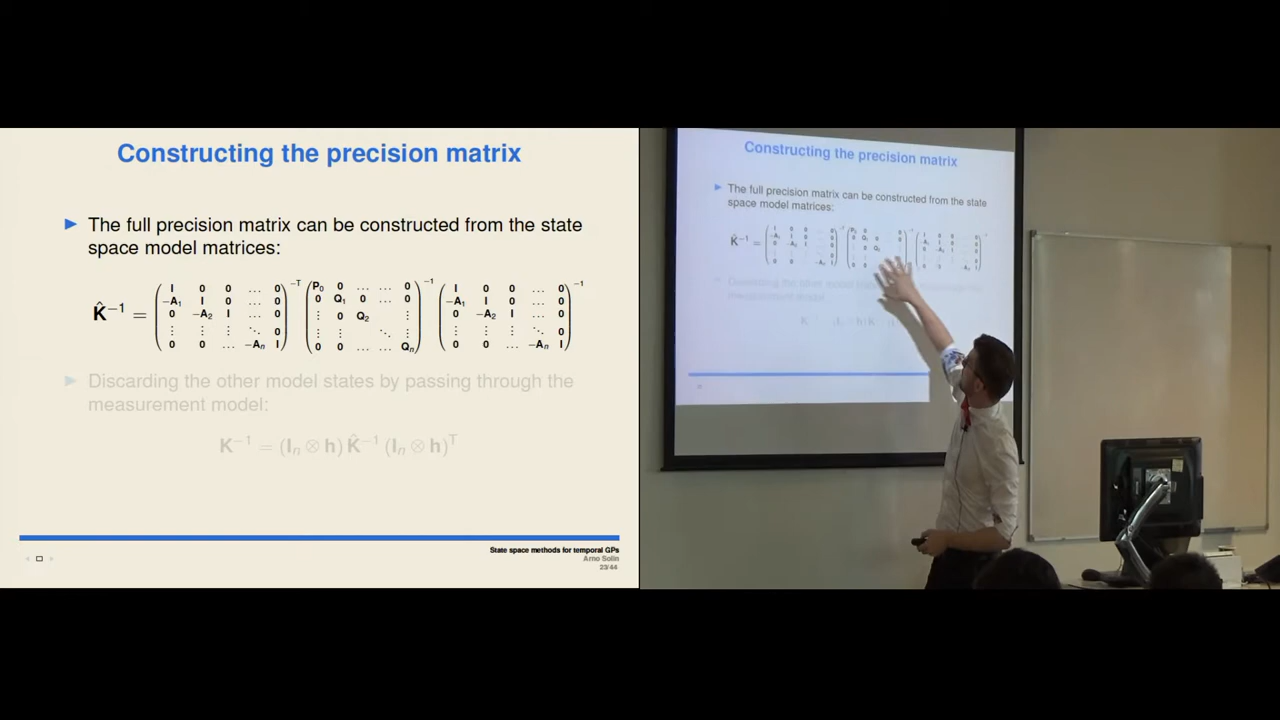 Constructing the precision matrix
▶ The full precision matrix can be constructed from the state
space model matrices:
K̂⁻¹ = ( I 0 0 … 0 ; −A₁ I 0 … 0 ; 0 −A₂ I ⋮ ; ⋮ ⋮ ⋮ ⋱ 0 ; 0 0 … −Aₙ I )⁻ᵀ ( P₀ 0 … … 0 ; 0 Q₁ 0 … 0 ; ⋮ 0 Q₂ ⋮ ; ⋮ ⋱ ⋮ ; 0 0 … … Qₙ )⁻¹ ( I 0 0 … 0 ; −A₁ I 0 … 0 ; 0 −A₂ I ⋮ ; ⋮ ⋮ ⋮ ⋱ 0 ; 0 0 … −Aₙ I )⁻¹
▶ Discarding the other model states by passing through the
measurement model:
K⁻¹ = (Iₙ ⊗ h) K̂⁻¹ (Iₙ ⊗ h)ᵀ
State space methods for temporal GPs
Arno Solin
23/44
Constructing the precision matrix
The full precision matrix can be constructed from the state
space model matrices:
K̂⁻¹ =